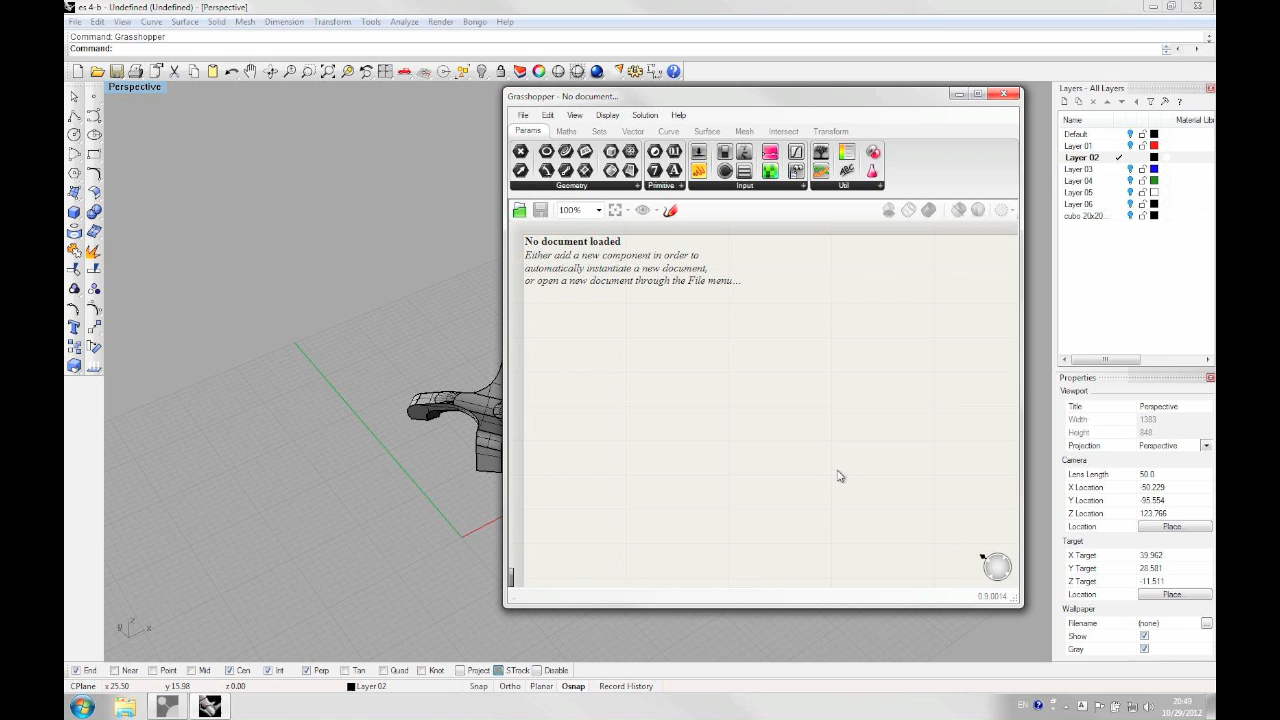 es 4-b - Undefined (Undefined) - [Perspective]
File Edit View Curve Surface Solid Mesh Dimension Transform Tools Analyze Render Bongo Help
Command: Grasshopper
Command:
Perspective
Grasshopper - No document...
File Edit View Display Solution Help
Params Maths Sets Vector Curve Surface Mesh Intersect Transform
Geometry + Primitive + Input + Util +
100%
No document loaded
Either add a new component in order to
automatically instantiate a new document,
or open a new document through the File menu...
0.9.0014
Layers - All Layers
Name Material Libr
Default
Layer 01
Layer 02
Layer 03
Layer 04
Layer 05
Layer 06
cubo 20x20...
Properties
Viewport
Title Perspective
Width 1383
Height 848
Projection Perspective
Camera
Lens Length 50.0
X Location -50.229
Y Location -95.554
Z Location 123.766
Location Place...
Target
X Target 39.962
Y Target 28.581
Z Target -11.511
Location Place...
Wallpaper
Filename (none) ...
Show
Gray
z
y x
End Near Point Mid Cen Int Perp Tan Quad Knot Project STrack Disable
CPlane x 25.50 y 15.98 z 0.00 Layer 02 Snap Ortho Planar Osnap Record History
EN 20:49
10/29/2012